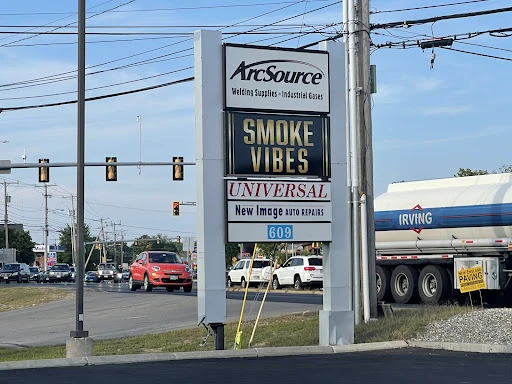 ArcSource
Welding Supplies • Industrial Gases
SMOKE
VIBES
UNIVERSAL
New Image AUTO REPAIRS
609
IRVING
PAVING